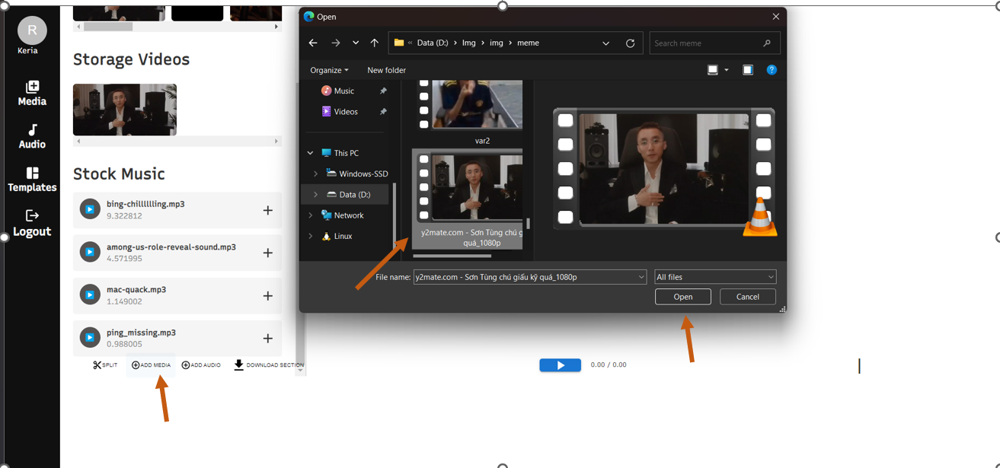 R
Keria
Media
Audio
Templates
Logout
Storage Videos
Stock Music
bing-chilllllling.mp3
9.322812
among-us-role-reveal-sound.mp3
4.571995
mac-quack.mp3
1.149002
ping_missing.mp3
0.988005
SPLIT
ADD MEDIA
ADD AUDIO
DOWNLOAD SECTION
Open
« Data (D:) › Img › img › meme
Search meme
Organize
New folder
?
Music
Videos
This PC
Windows-SSD
Data (D:)
Network
Linux
var2
y2mate.com - Sơn Tùng chú g
quá_1080p
File name:
y2mate.com - Sơn Tùng chú giấu kỹ quá_1080p
All files
Open
Cancel
0.00 / 0.00